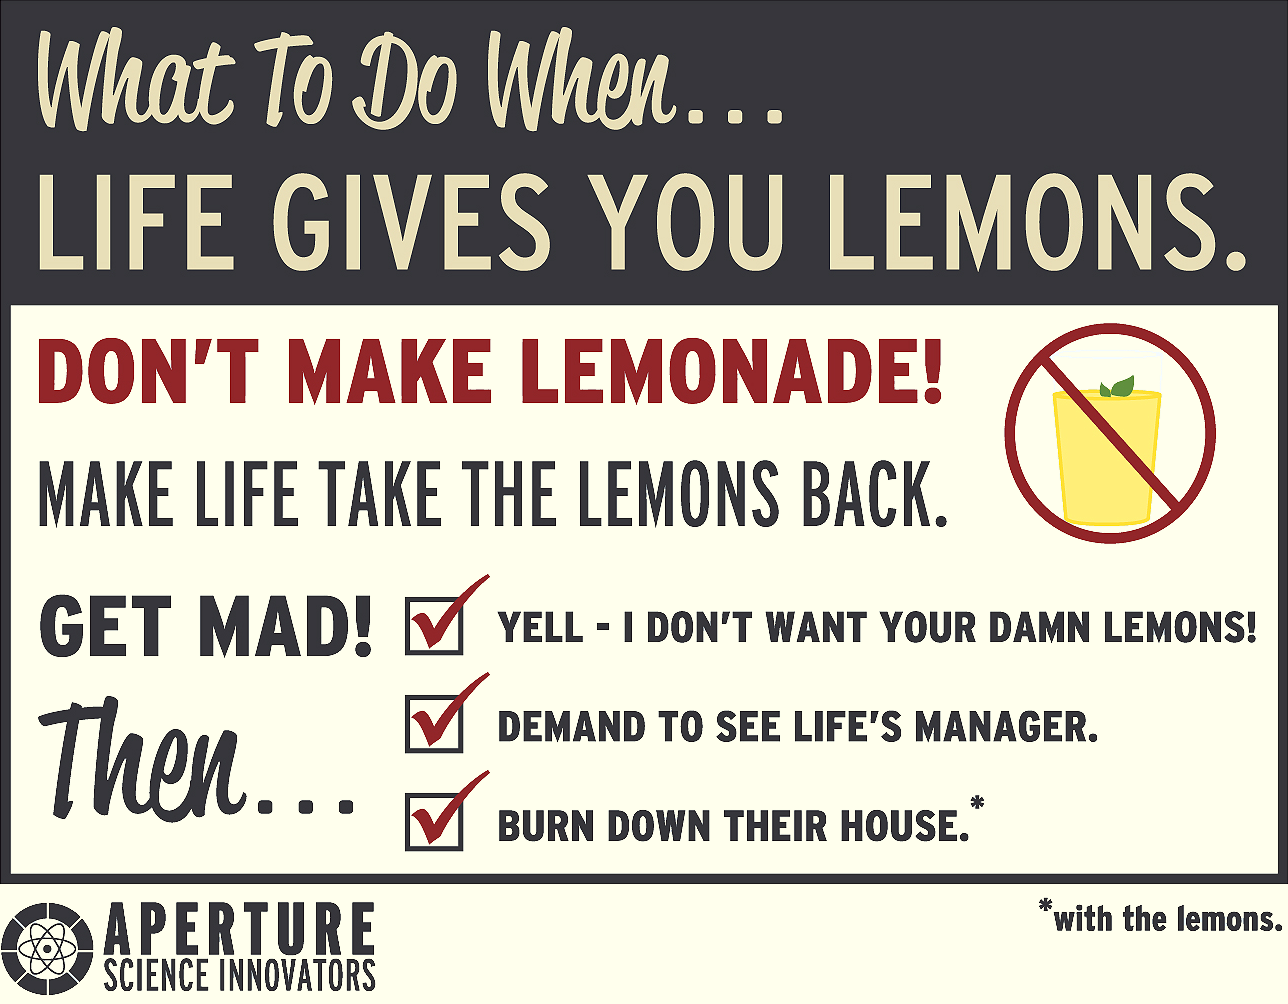 What To Do When...
LIFE GIVES YOU LEMONS.
DON'T MAKE LEMONADE!
MAKE LIFE TAKE THE LEMONS BACK.
GET MAD!
YELL - I DON'T WANT YOUR DAMN LEMONS!
Then...
DEMAND TO SEE LIFE'S MANAGER.
BURN DOWN THEIR HOUSE.*
*with the lemons.
APERTURE
SCIENCE INNOVATORS